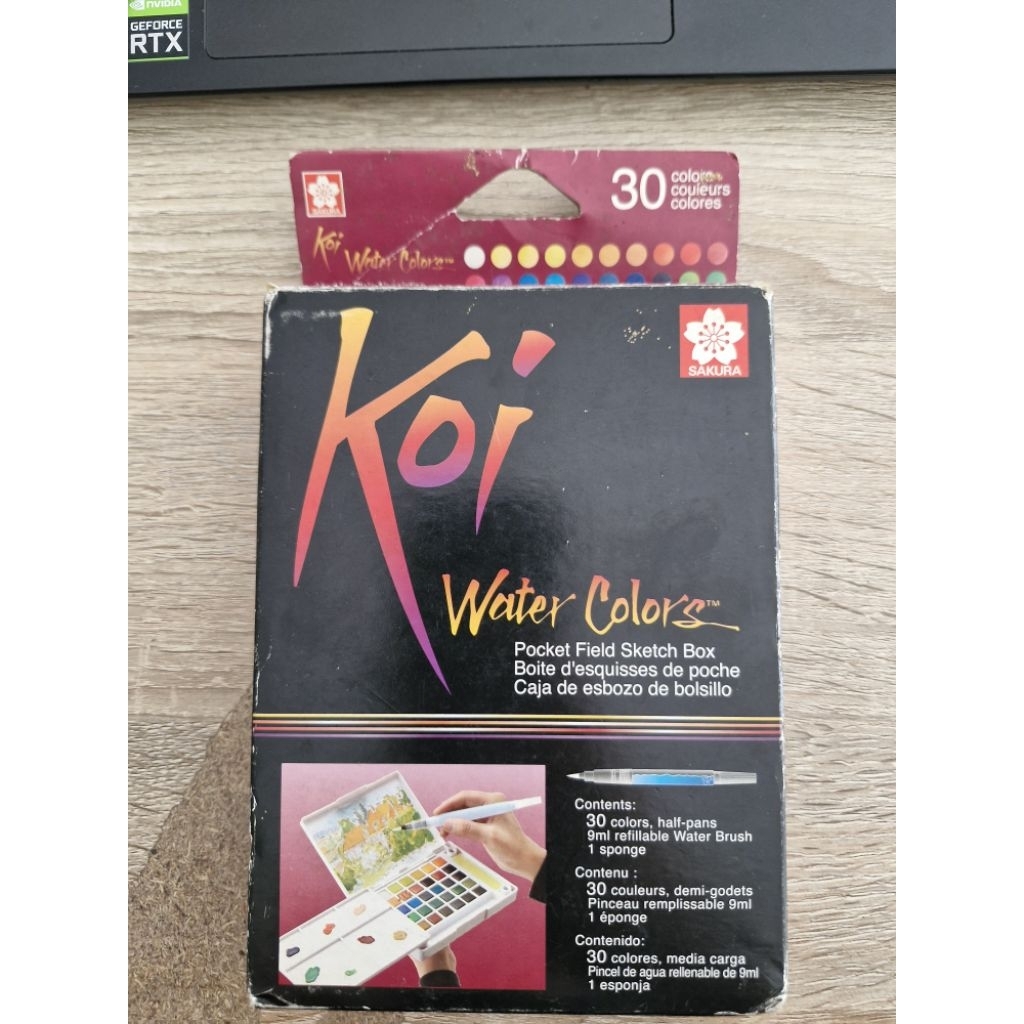 NVIDIA
GEFORCE
RTX
SAKURA
30
colors
couleurs
colores
Koi Water Colors™
Koi
SAKURA
Water Colors™
Pocket Field Sketch Box
Boite d'esquisses de poche
Caja de esbozo de bolsillo
Contents:
30 colors, half-pans
9ml refillable Water Brush
1 sponge
Contenu :
30 couleurs, demi-godets
Pinceau remplissable 9ml
1 éponge
Contenido:
30 colores, media carga
Pincel de agua rellenable de 9ml
1 esponja